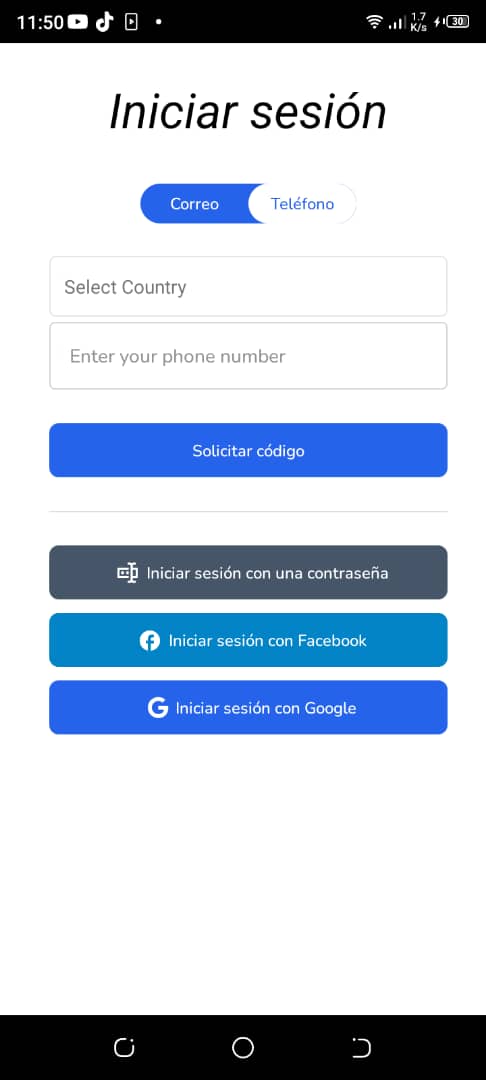 11:50
1.7
K/s
30
Iniciar sesión
Correo
Teléfono
Select Country
Enter your phone number
Solicitar código
Iniciar sesión con una contraseña
Iniciar sesión con Facebook
Iniciar sesión con Google